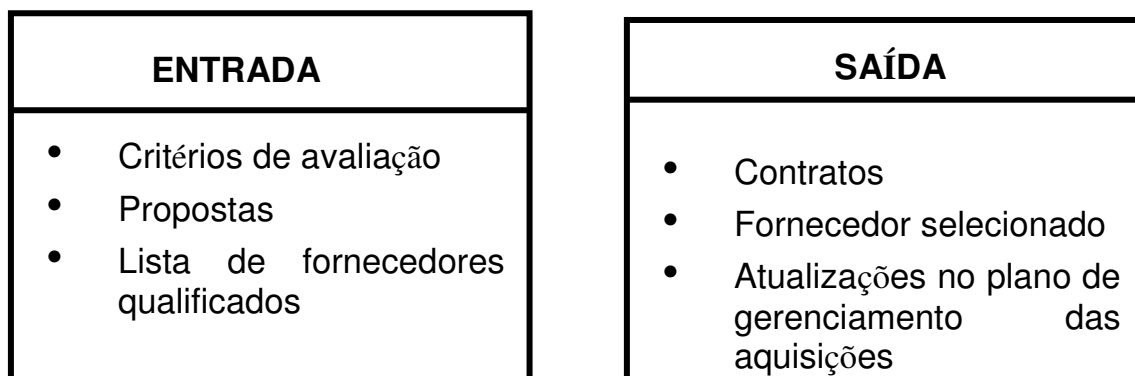 ENTRADA
• Critérios de avaliação
• Propostas
• Lista de fornecedores
qualificados
SAÍDA
• Contratos
• Fornecedor selecionado
• Atualizações no plano de
gerenciamento das
aquisições